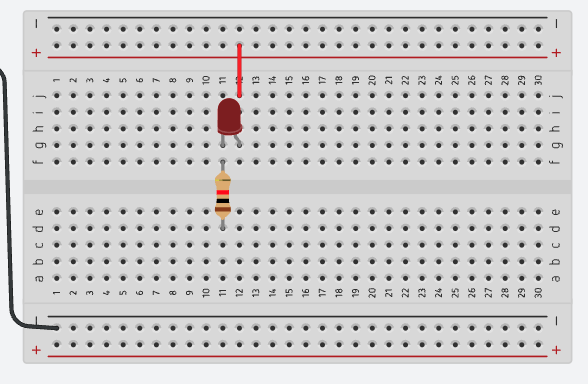 − −
+ +
1 2 3 4 5 6 7 8 9 10 11 12 13 14 15 16 17 18 19 20 21 22 23 24 25 26 27 28 29 30
j j
i i
h h
g g
f f
e e
d d
c c
b b
a a
1 2 3 4 5 6 7 8 9 10 11 12 13 14 15 16 17 18 19 20 21 22 23 24 25 26 27 28 29 30
− −
+ +